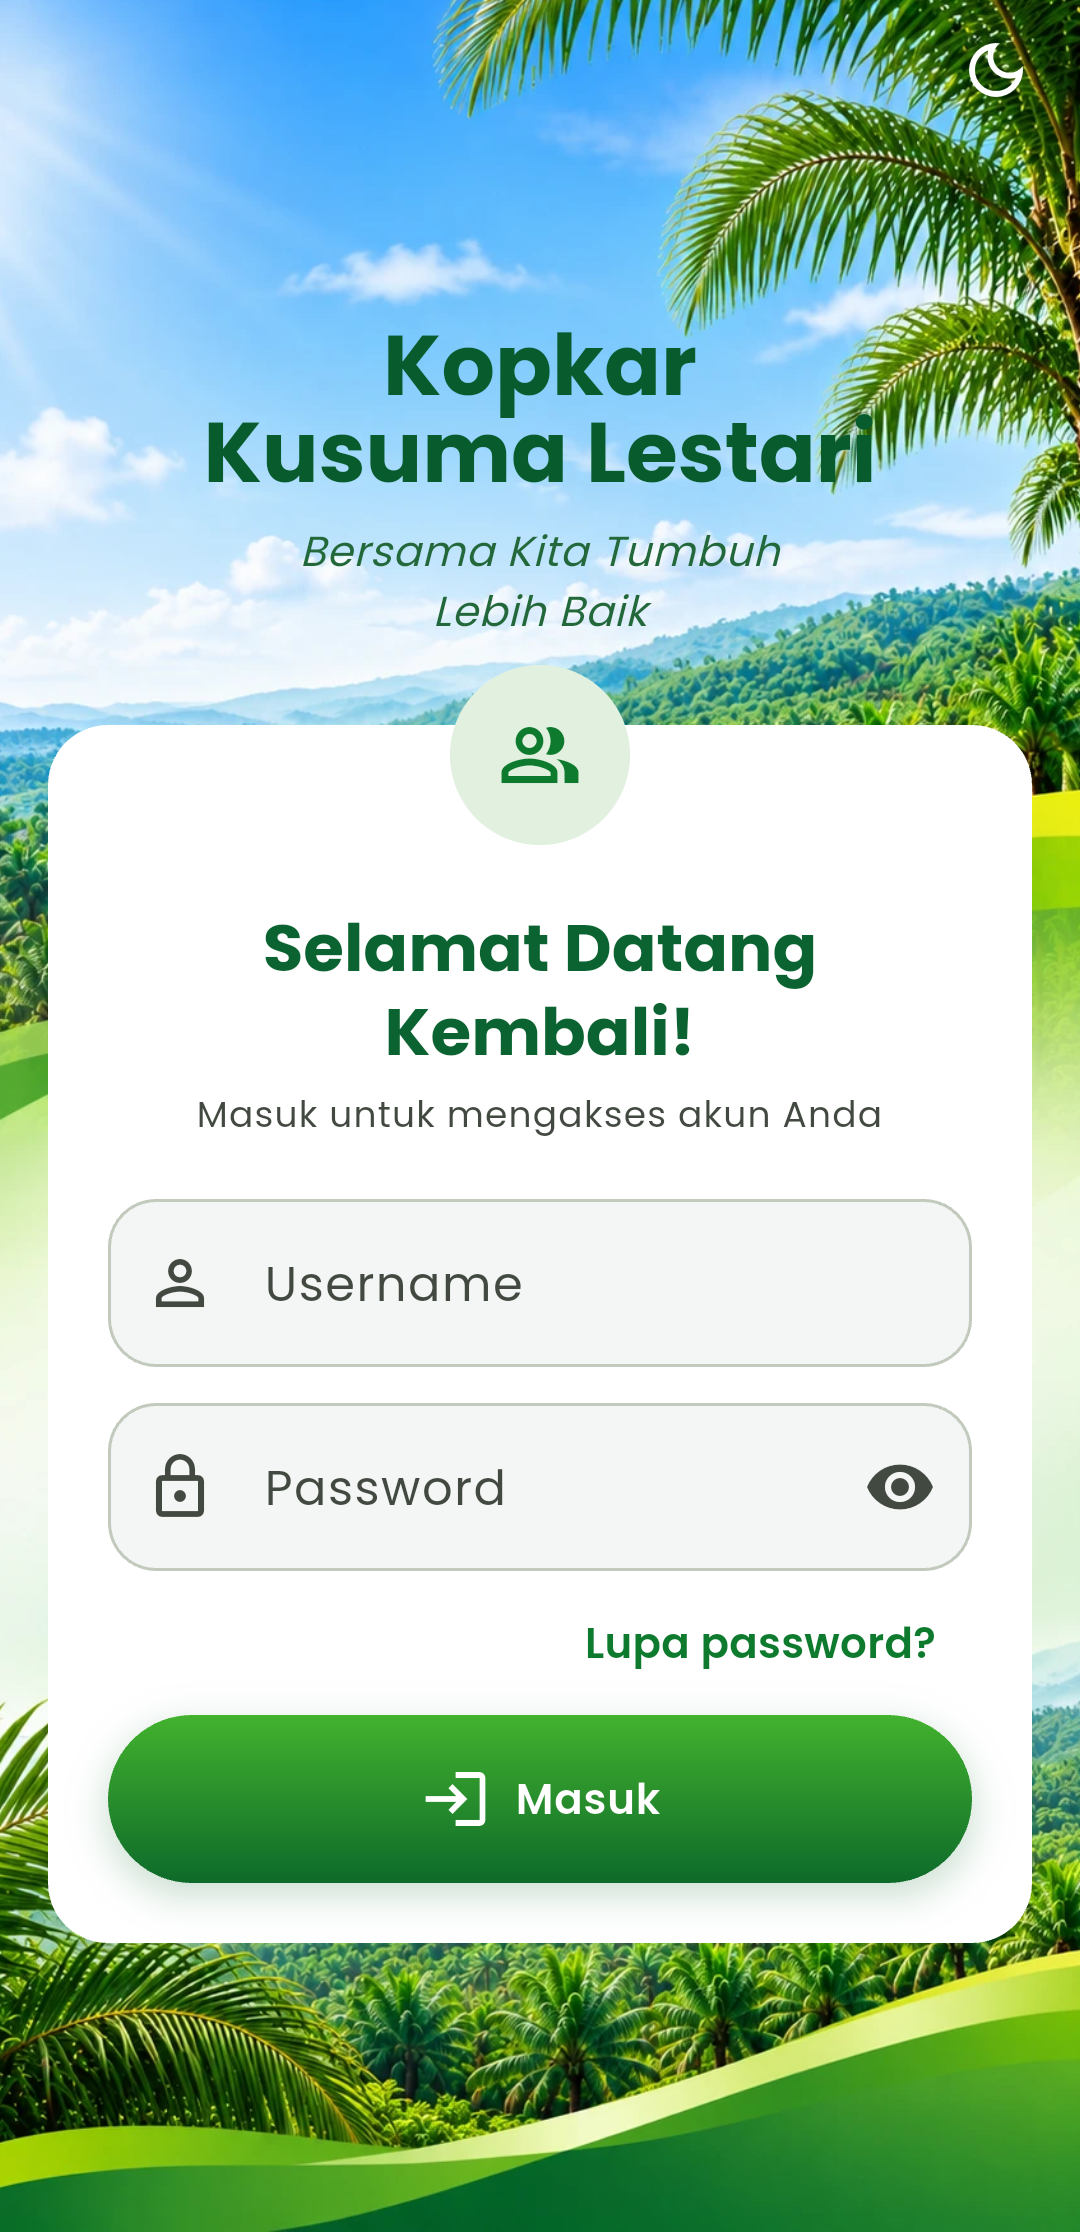 Kopkar
Kusuma Lestari
Bersama Kita Tumbuh
Lebih Baik
Selamat Datang
Kembali!
Masuk untuk mengakses akun Anda
Username
Password
Lupa password?
Masuk